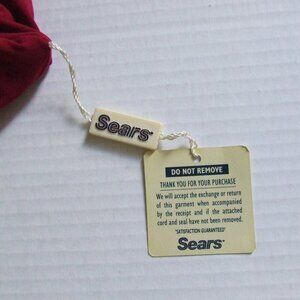 Sears
DO NOT REMOVE
THANK YOU FOR YOUR PURCHASE
We will accept the exchange or return
of this garment when accompanied
by the receipt and if the attached
cord and seal have not been removed.
"SATISFACTION GUARANTEED"
Sears